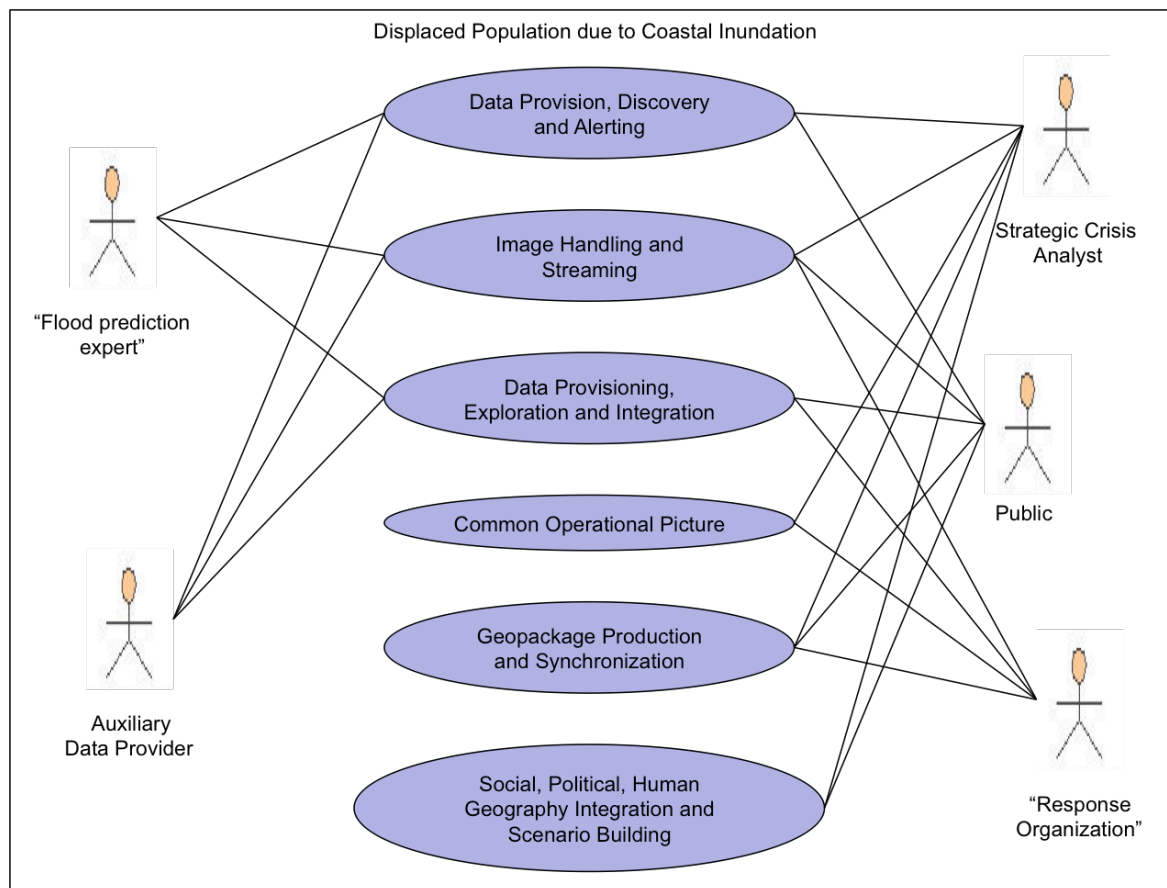 Displaced Population due to Coastal Inundation
Data Provision, Discovery
and Alerting
Image Handling and
Streaming
Strategic Crisis
Analyst
“Flood prediction
expert”
Data Provisioning,
Exploration and Integration
Public
Common Operational Picture
Geopackage Production
and Synchronization
Auxiliary
Data Provider
Social, Political, Human
Geography Integration and
Scenario Building
“Response
Organization”